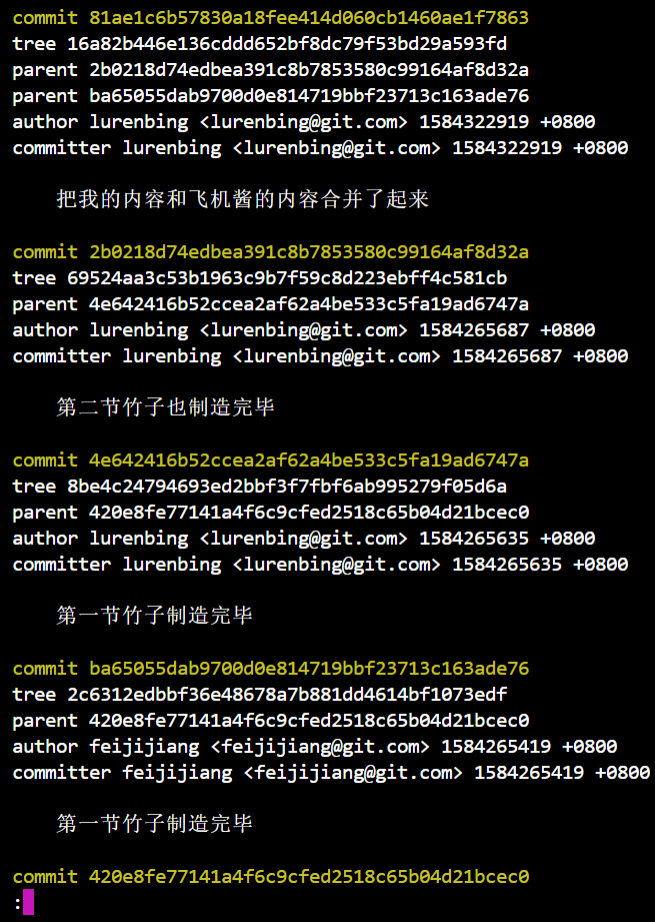 commit 81ae1c6b57830a18fee414d060cb1460ae1f7863
tree 16a82b446e136cddd652bf8dc79f53bd29a593fd
parent 2b0218d74edbea391c8b7853580c99164af8d32a
parent ba65055dab9700d0e814719bbf23713c163ade76
author lurenbing <lurenbing@git.com> 1584322919 +0800
committer lurenbing <lurenbing@git.com> 1584322919 +0800
把我的内容和飞机酱的内容合并了起来
commit 2b0218d74edbea391c8b7853580c99164af8d32a
tree 69524aa3c53b1963c9b7f59c8d223ebff4c581cb
parent 4e642416b52ccea2af62a4be533c5fa19ad6747a
author lurenbing <lurenbing@git.com> 1584265687 +0800
committer lurenbing <lurenbing@git.com> 1584265687 +0800
第二节竹子也制造完毕
commit 4e642416b52ccea2af62a4be533c5fa19ad6747a
tree 8be4c24794693ed2bbf3f7fbf6ab995279f05d6a
parent 420e8fe77141a4f6c9cfed2518c65b04d21bcec0
author lurenbing <lurenbing@git.com> 1584265635 +0800
committer lurenbing <lurenbing@git.com> 1584265635 +0800
第一节竹子制造完毕
commit ba65055dab9700d0e814719bbf23713c163ade76
tree 2c6312edbbf36e48678a7b881dd4614bf1073edf
parent 420e8fe77141a4f6c9cfed2518c65b04d21bcec0
author feijijiang <feijijiang@git.com> 1584265419 +0800
committer feijijiang <feijijiang@git.com> 1584265419 +0800
第一节竹子制造完毕
commit 420e8fe77141a4f6c9cfed2518c65b04d21bcec0
: